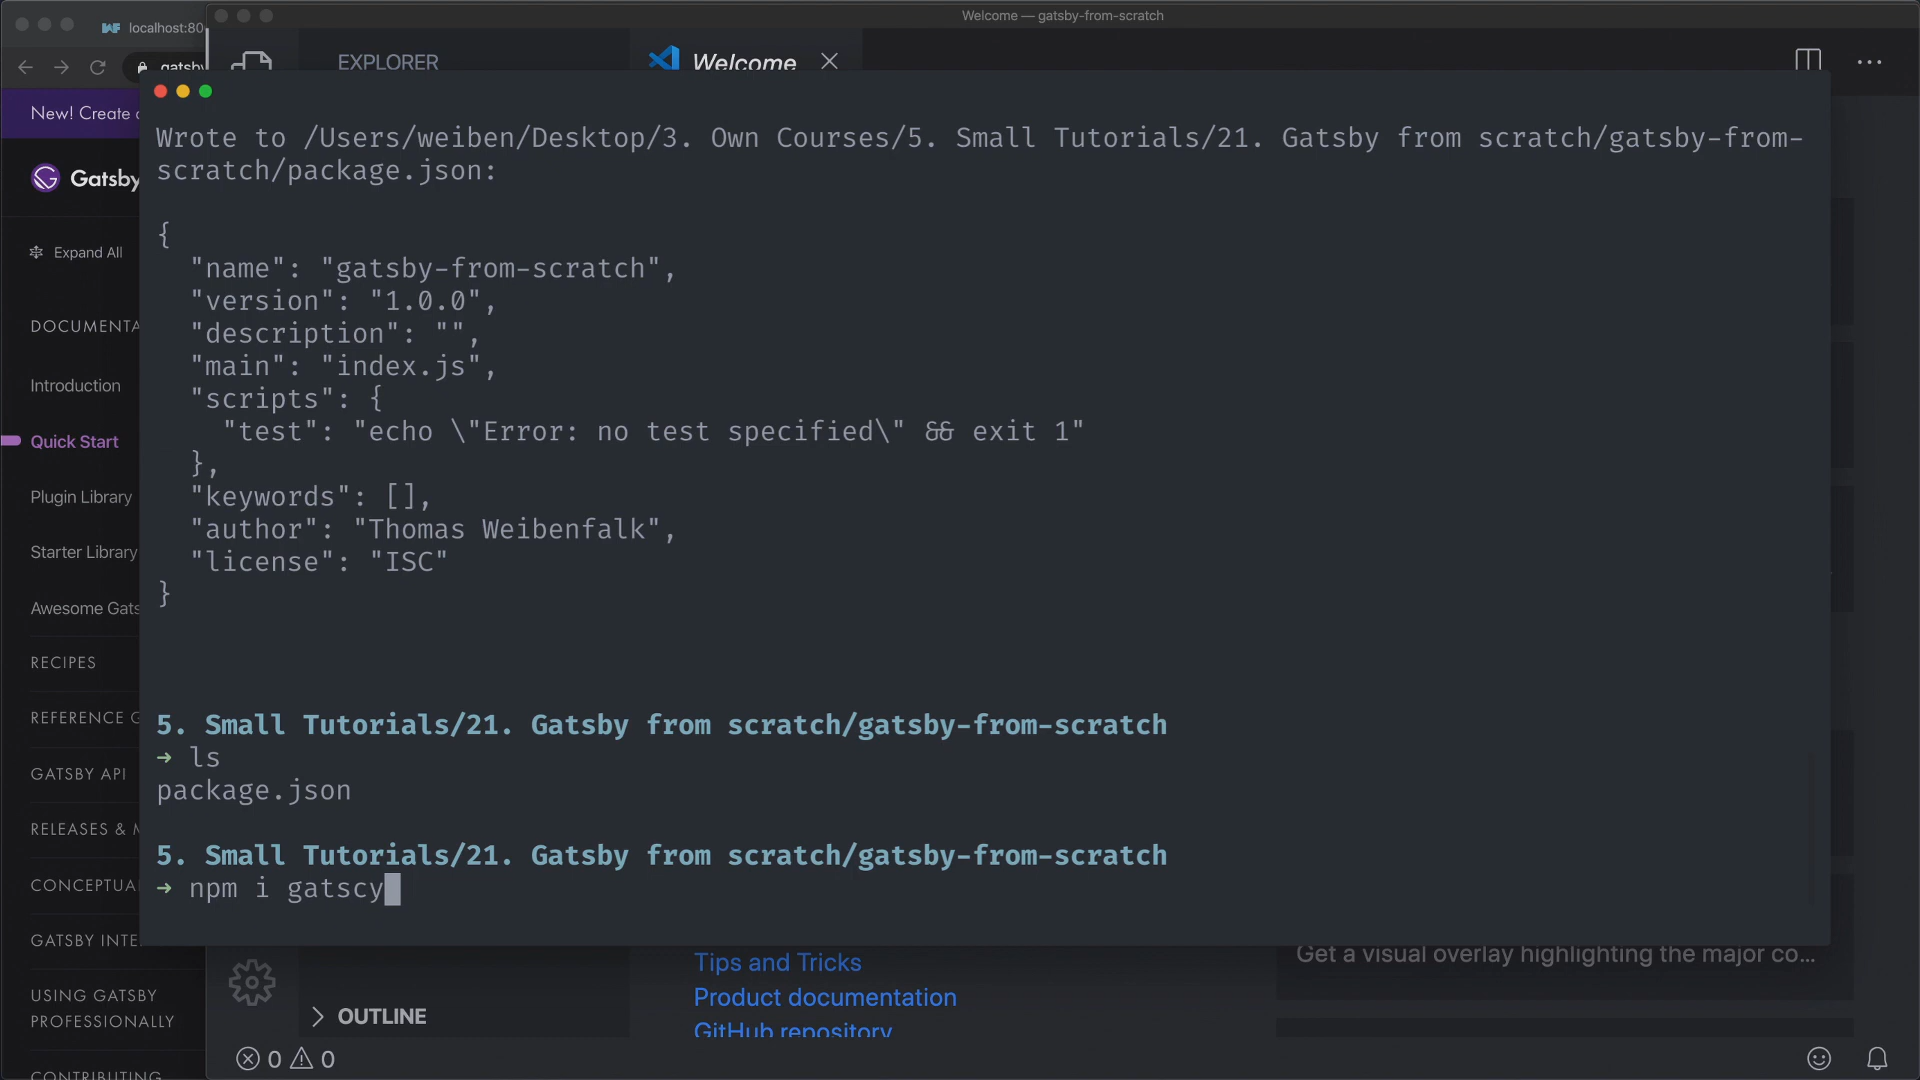 localhost:80
Welcome — gatsby-from-scratch
gatsby
EXPLORER
Welcome
New! Create
Gatsby
Expand All
DOCUMENTA
Introduction
Quick Start
Plugin Library
Starter Library
Awesome Gats
RECIPES
REFERENCE G
GATSBY API
RELEASES & M
CONCEPTUA
GATSBY INTE
USING GATSBY
PROFESSIONALLY
CONTRIBUTING
Wrote to /Users/weiben/Desktop/3. Own Courses/5. Small Tutorials/21. Gatsby from scratch/gatsby-from-
scratch/package.json:
{
"name": "gatsby-from-scratch",
"version": "1.0.0",
"description": "",
"main": "index.js",
"scripts": {
"test": "echo \"Error: no test specified\" && exit 1"
},
"keywords": [],
"author": "Thomas Weibenfalk",
"license": "ISC"
}
5. Small Tutorials/21. Gatsby from scratch/gatsby-from-scratch
→ ls
package.json
5. Small Tutorials/21. Gatsby from scratch/gatsby-from-scratch
→ npm i gatscy
Tips and Tricks
Product documentation
GitHub repository
Get a visual overlay highlighting the major co...
OUTLINE
0 0